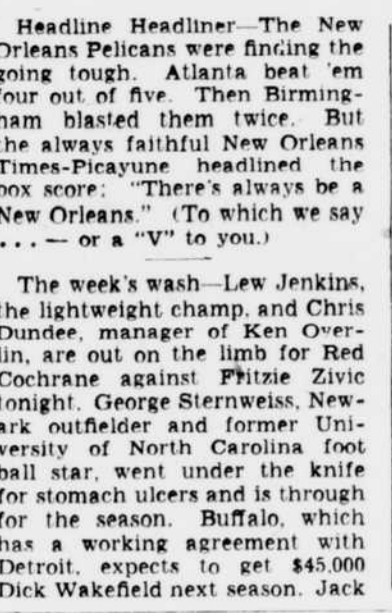 Headline Headliner—The New
Orleans Pelicans were finding the
going tough. Atlanta beat 'em
four out of five. Then Birming-
ham blasted them twice. But
the always faithful New Orleans
Times-Picayune headlined the
box score: "There's always be a
New Orleans." (To which we say
... — or a "V" to you.)
The week's wash—Lew Jenkins,
the lightweight champ, and Chris
Dundee, manager of Ken Over-
lin, are out on the limb for Red
Cochrane against Fritzie Zivic
tonight. George Sternweiss, New-
ark outfielder and former Uni-
versity of North Carolina foot
ball star, went under the knife
for stomach ulcers and is through
for the season. Buffalo, which
has a working agreement with
Detroit, expects to get $45,000
Dick Wakefield next season. Jack